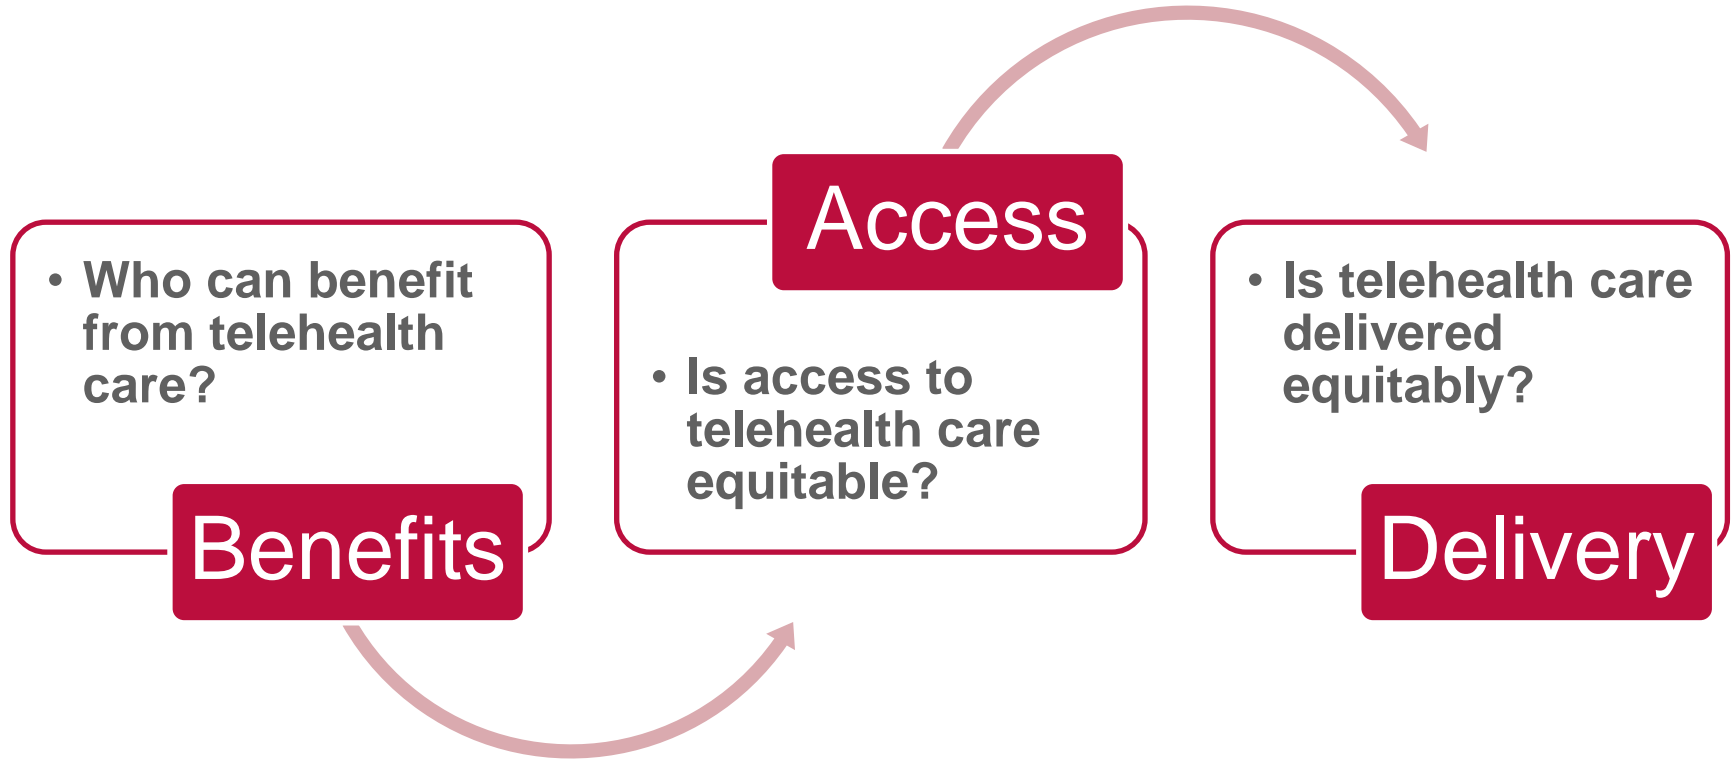 • Who can benefit
from telehealth
care?
Benefits
Access
• Is access to
telehealth care
equitable?
• Is telehealth care
delivered
equitably?
Delivery